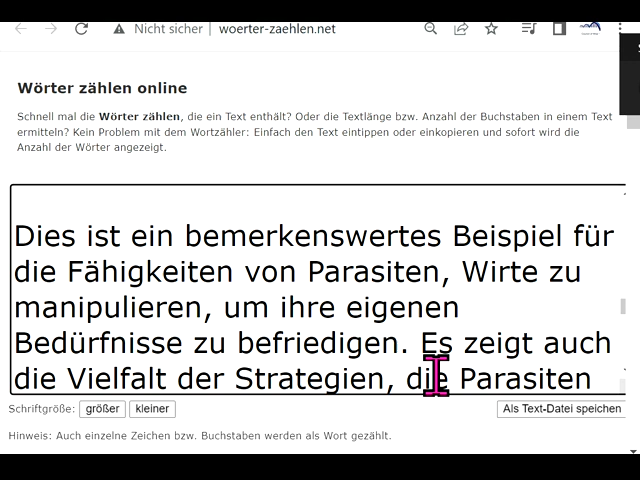 Nicht sicher | woerter-zaehlen.net
Wörter zählen online
Schnell mal die Wörter zählen, die ein Text enthält? Oder die Textlänge bzw. Anzahl der Buchstaben in einem Text
ermitteln? Kein Problem mit dem Wortzähler: Einfach den Text eintippen oder einkopieren und sofort wird die
Anzahl der Wörter angezeigt.
Dies ist ein bemerkenswertes Beispiel für
die Fähigkeiten von Parasiten, Wirte zu
manipulieren, um ihre eigenen
Bedürfnisse zu befriedigen. Es zeigt auch
die Vielfalt der Strategien, die Parasiten
Schriftgröße: größer kleiner Als Text-Datei speichen
Hinweis: Auch einzelne Zeichen bzw. Buchstaben werden als Wort gezählt.